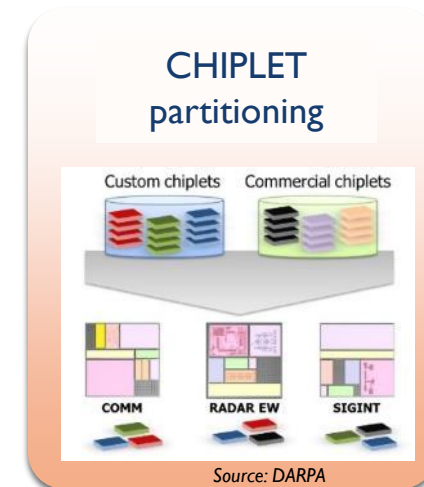 CHIPLET
partitioning
Custom chiplets Commercial chiplets
COMM RADAR EW SIGINT
Source: DARPA